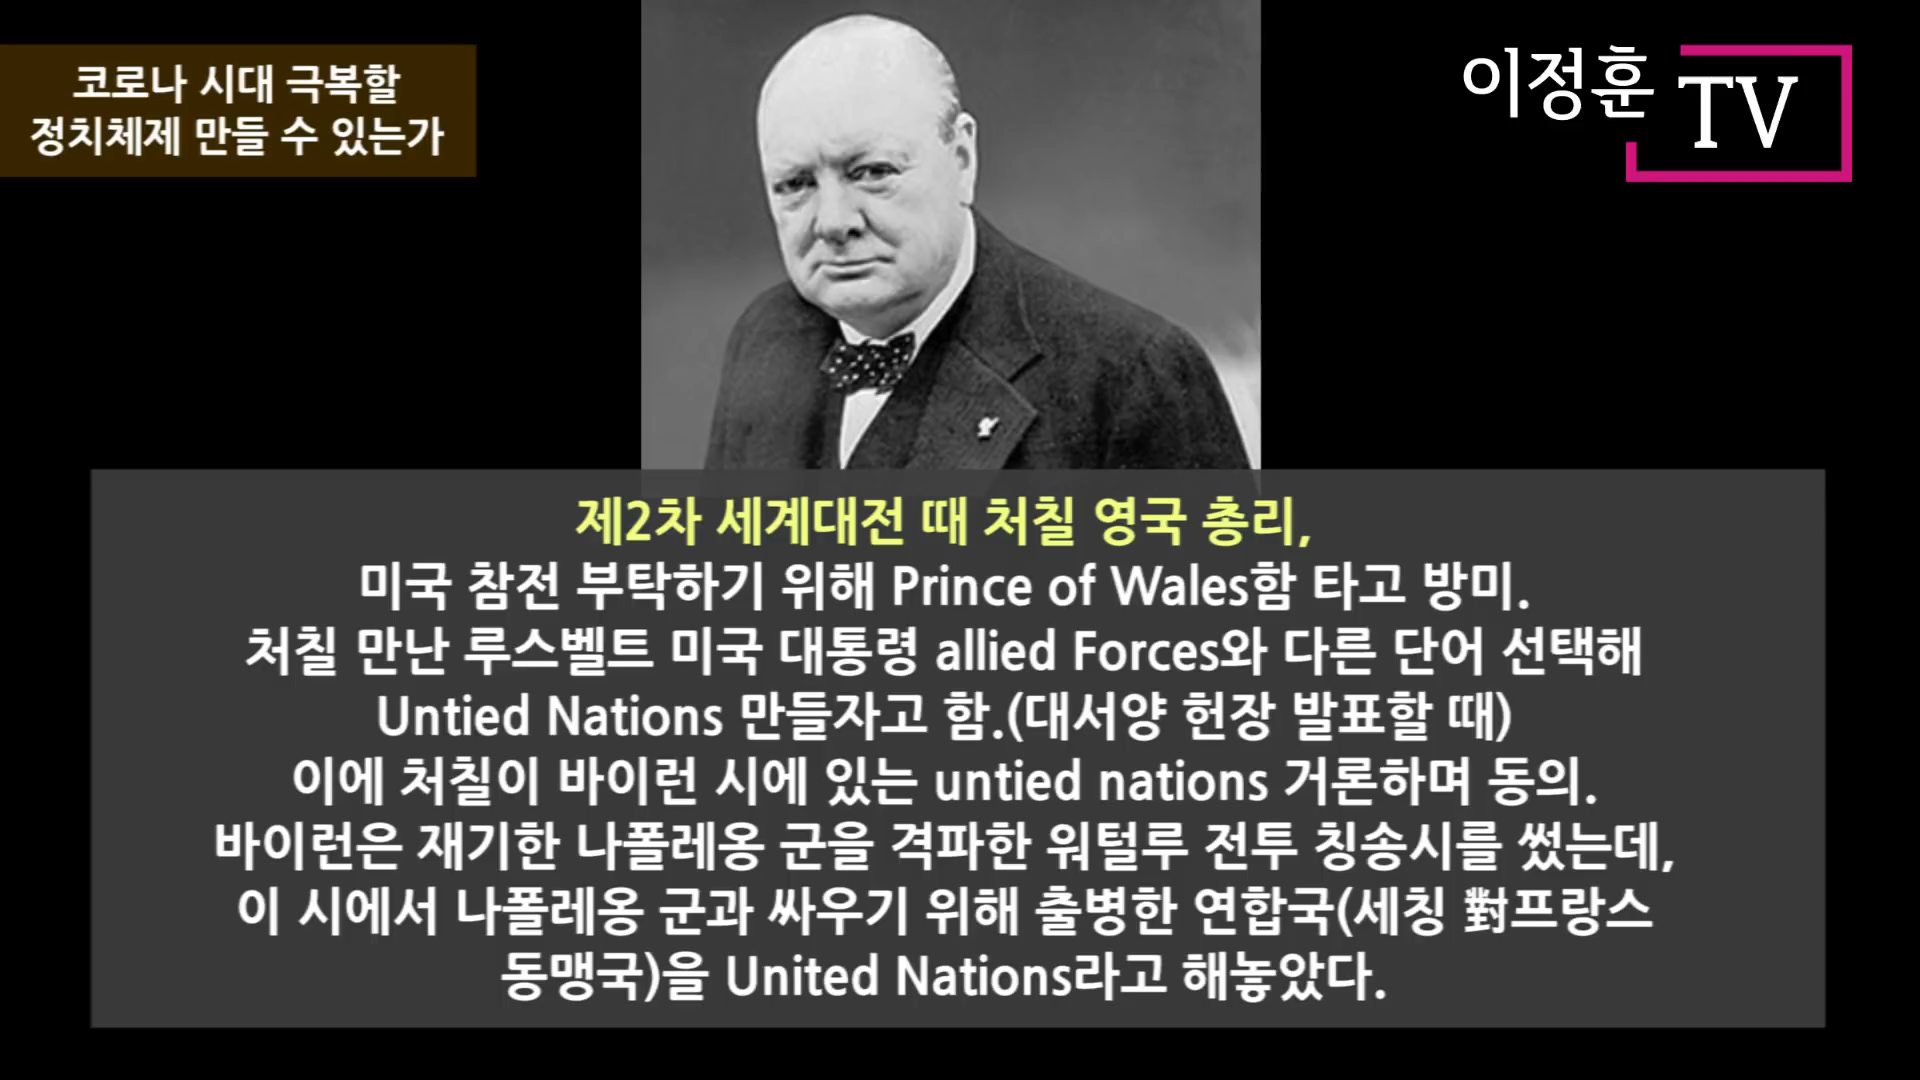 코로나 시대 극복할
정치체제 만들 수 있는가
이정훈 TV
제2차 세계대전 때 처칠 영국 총리,
미국 참전 부탁하기 위해 Prince of Wales함 타고 방미.
처칠 만난 루스벨트 미국 대통령 allied Forces와 다른 단어 선택해
Untied Nations 만들자고 함.(대서양 헌장 발표할 때)
이에 처칠이 바이런 시에 있는 untied nations 거론하며 동의.
바이런은 재기한 나폴레옹 군을 격파한 워털루 전투 칭송시를 썼는데,
이 시에서 나폴레옹 군과 싸우기 위해 출병한 연합국(세칭 對프랑스
동맹국)을 United Nations라고 해놓았다.